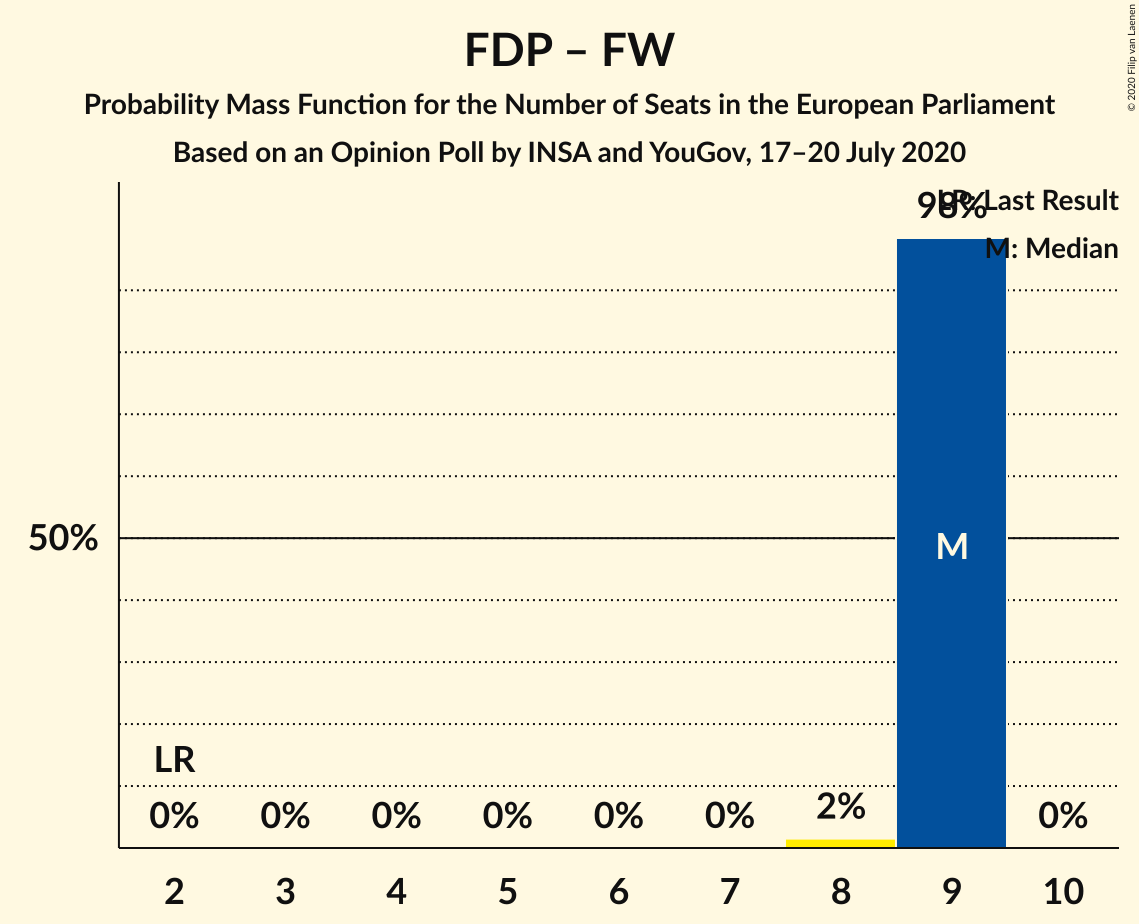 FDP – FW
Probability Mass Function for the Number of Seats in the European Parliament
Based on an Opinion Poll by INSA and YouGov, 17–20 July 2020
© 2020 Filip van Laenen
98%
LR: Last Result
M: Median
50%
M
LR
0% 0% 0% 0% 0% 0% 2% 0%
2 3 4 5 6 7 8 9 10